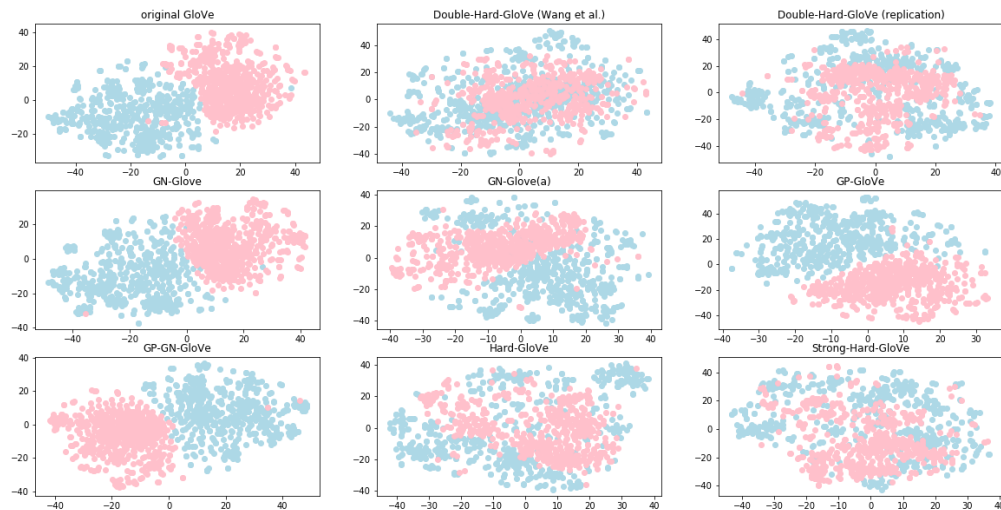 original GloVe
40
20
0
−20
−40 −20 0 20 40
Double-Hard-GloVe (Wang et al.)
40
20
0
−20
−40
−40 −20 0 20 40
Double-Hard-GloVe (replication)
40
20
0
−20
−40
−40 −20 0 20 40
GN-Glove
20
0
−20
−40
−40 −20 0 20 40
GN-Glove(a)
40
20
0
−20
−40
−40 −30 −20 −10 0 10 20 30 40
GP-GloVe
40
20
0
−20
−40
−30 −20 −10 0 10 20 30
GP-GN-GloVe
40
20
0
−20
−40
−40 −20 0 20 40
Hard-GloVe
40
20
0
−20
−40
−40 −30 −20 −10 0 10 20 30 40
Strong-Hard-GloVe
40
20
0
−20
−40
−40 −30 −20 −10 0 10 20 30 40